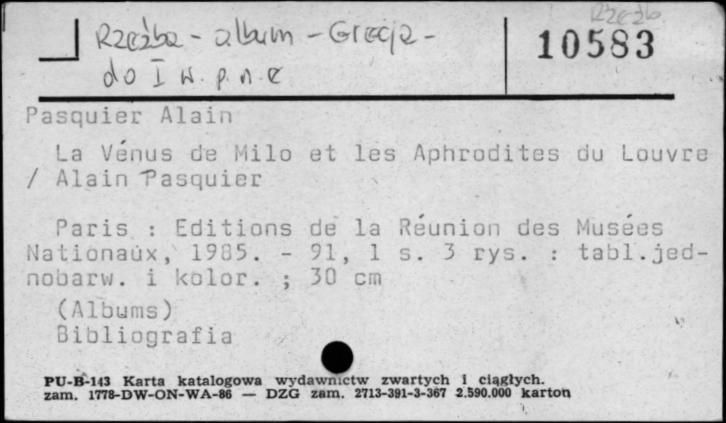 Rzeźb
Rzeźba - album - Grecja -
do I w. p. n. e
10583
Pasquier Alain
La Vénus de Milo et les Aphrodites du Louvre
/ Alain Pasquier
Paris : Editions de la Réunion des Musées
Nationaux, 1985. - 91, 1 s. 3 rys. : tabl.jed-
nobarw. i kolor. ; 30 cm
(Albums)
Bibliografia
PU-B-143 Karta katalogowa wydawnictw zwartych i ciągłych.
zam. 1778-DW-ON-WA-86 — DZG zam. 2713-391-3-367 2.590.000 karton